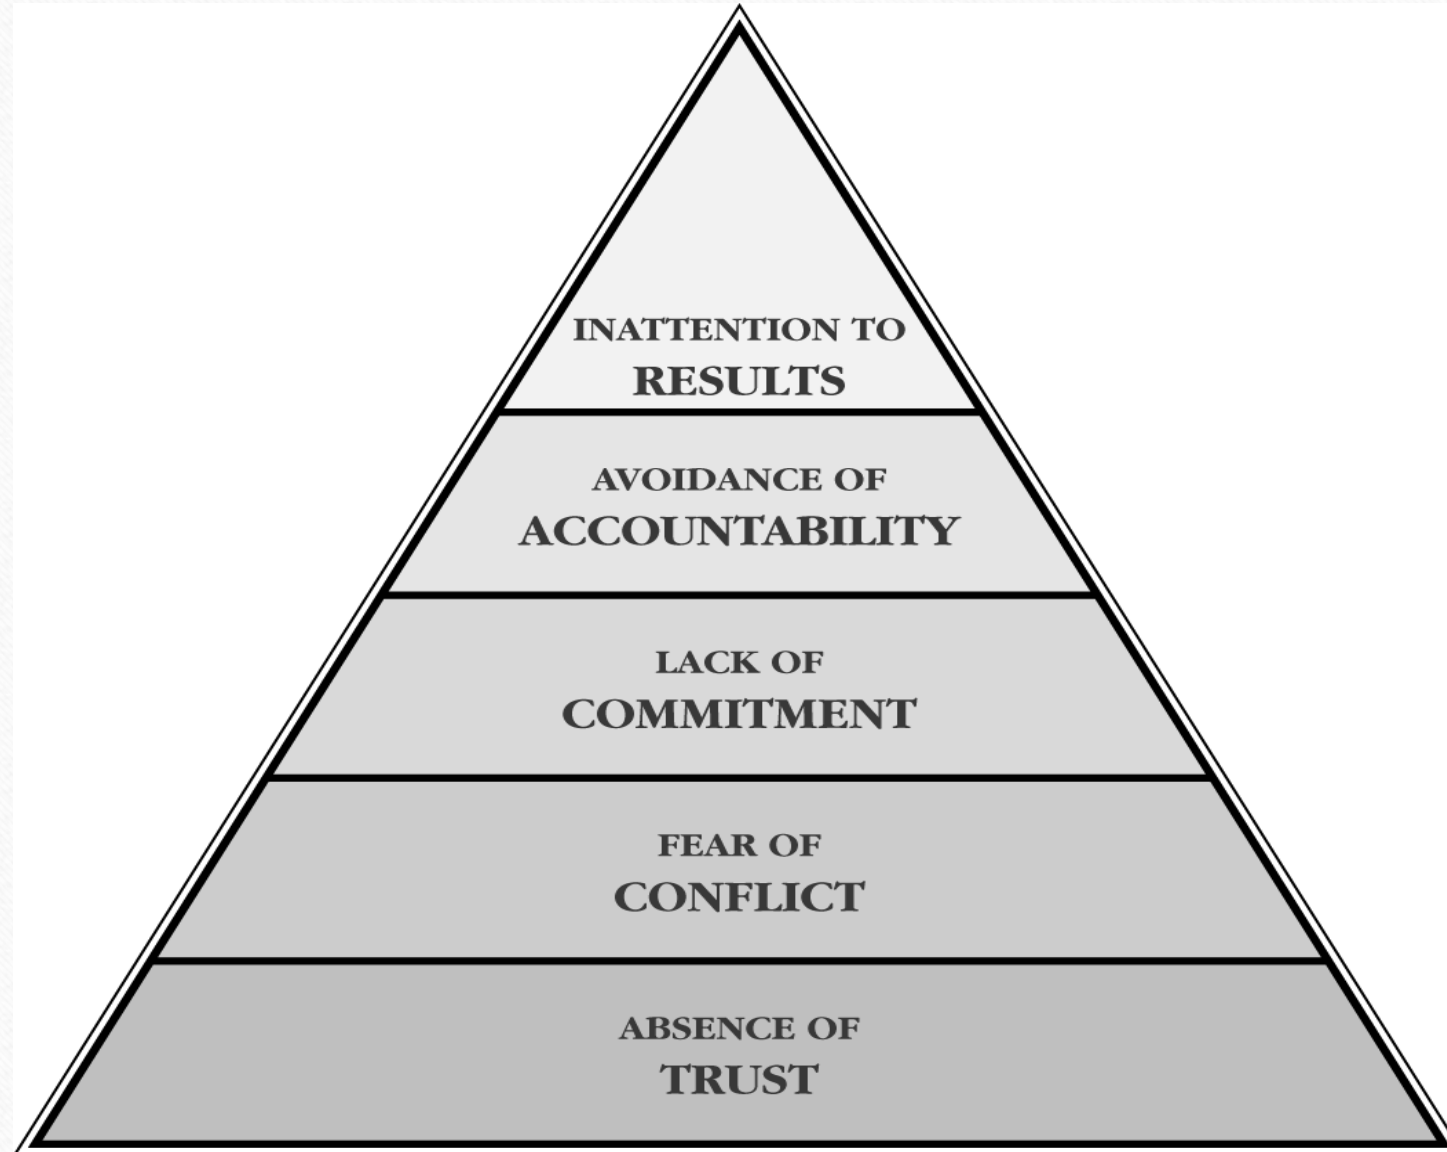 INATTENTION TO
RESULTS
AVOIDANCE OF
ACCOUNTABILITY
LACK OF
COMMITMENT
FEAR OF
CONFLICT
ABSENCE OF
TRUST